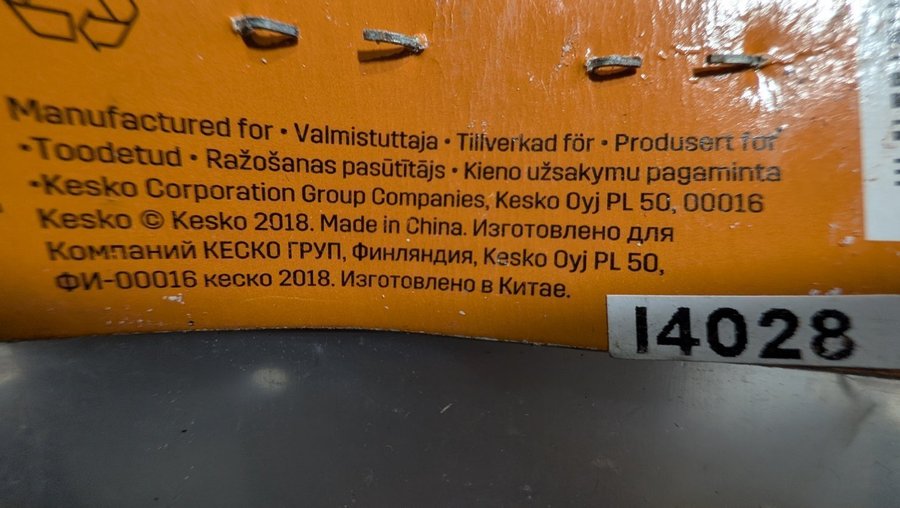 Manufactured for • Valmistuttaja • Tillverkad för • Produsert for
•Toodetud • Ražošanas pasūtītājs • Kieno užsakymu pagaminta
•Kesko Corporation Group Companies, Kesko Oyj PL 50, 00016
Kesko © Kesko 2018. Made in China. Изготовлено для
Компаний КЕСКО ГРУП, Финляндия, Kesko Oyj PL 50,
ФИ-00016 кеско 2018. Изготовлено в Китае.
14028